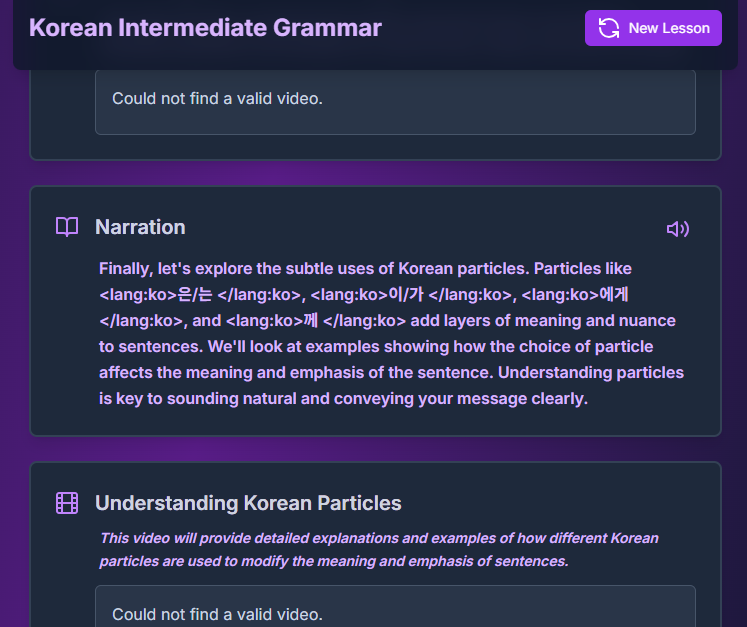 Korean Intermediate Grammar
New Lesson
Could not find a valid video.
Narration
Finally, let's explore the subtle uses of Korean particles. Particles like
<lang:ko>은/는 </lang:ko>, <lang:ko>이/가 </lang:ko>, <lang:ko>에게
</lang:ko>, and <lang:ko>께 </lang:ko> add layers of meaning and nuance
to sentences. We'll look at examples showing how the choice of particle
affects the meaning and emphasis of the sentence. Understanding particles
is key to sounding natural and conveying your message clearly.
Understanding Korean Particles
This video will provide detailed explanations and examples of how different Korean
particles are used to modify the meaning and emphasis of sentences.
Could not find a valid video.